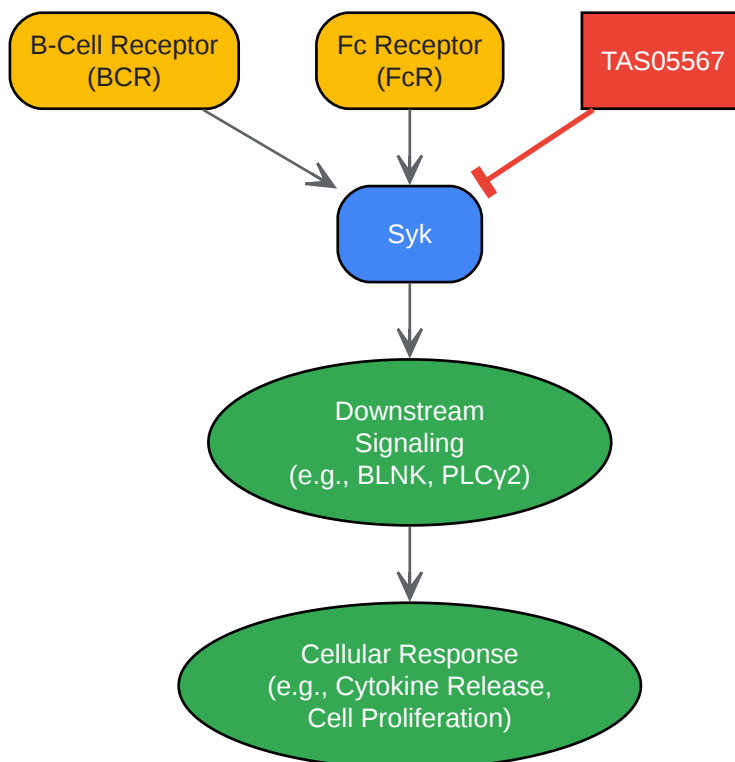 B-Cell Receptor
(BCR)
Fc Receptor
(FcR)
TAS05567
Syk
Downstream
Signaling
(e.g., BLNK, PLCγ2)
Cellular Response
(e.g., Cytokine Release,
Cell Proliferation)